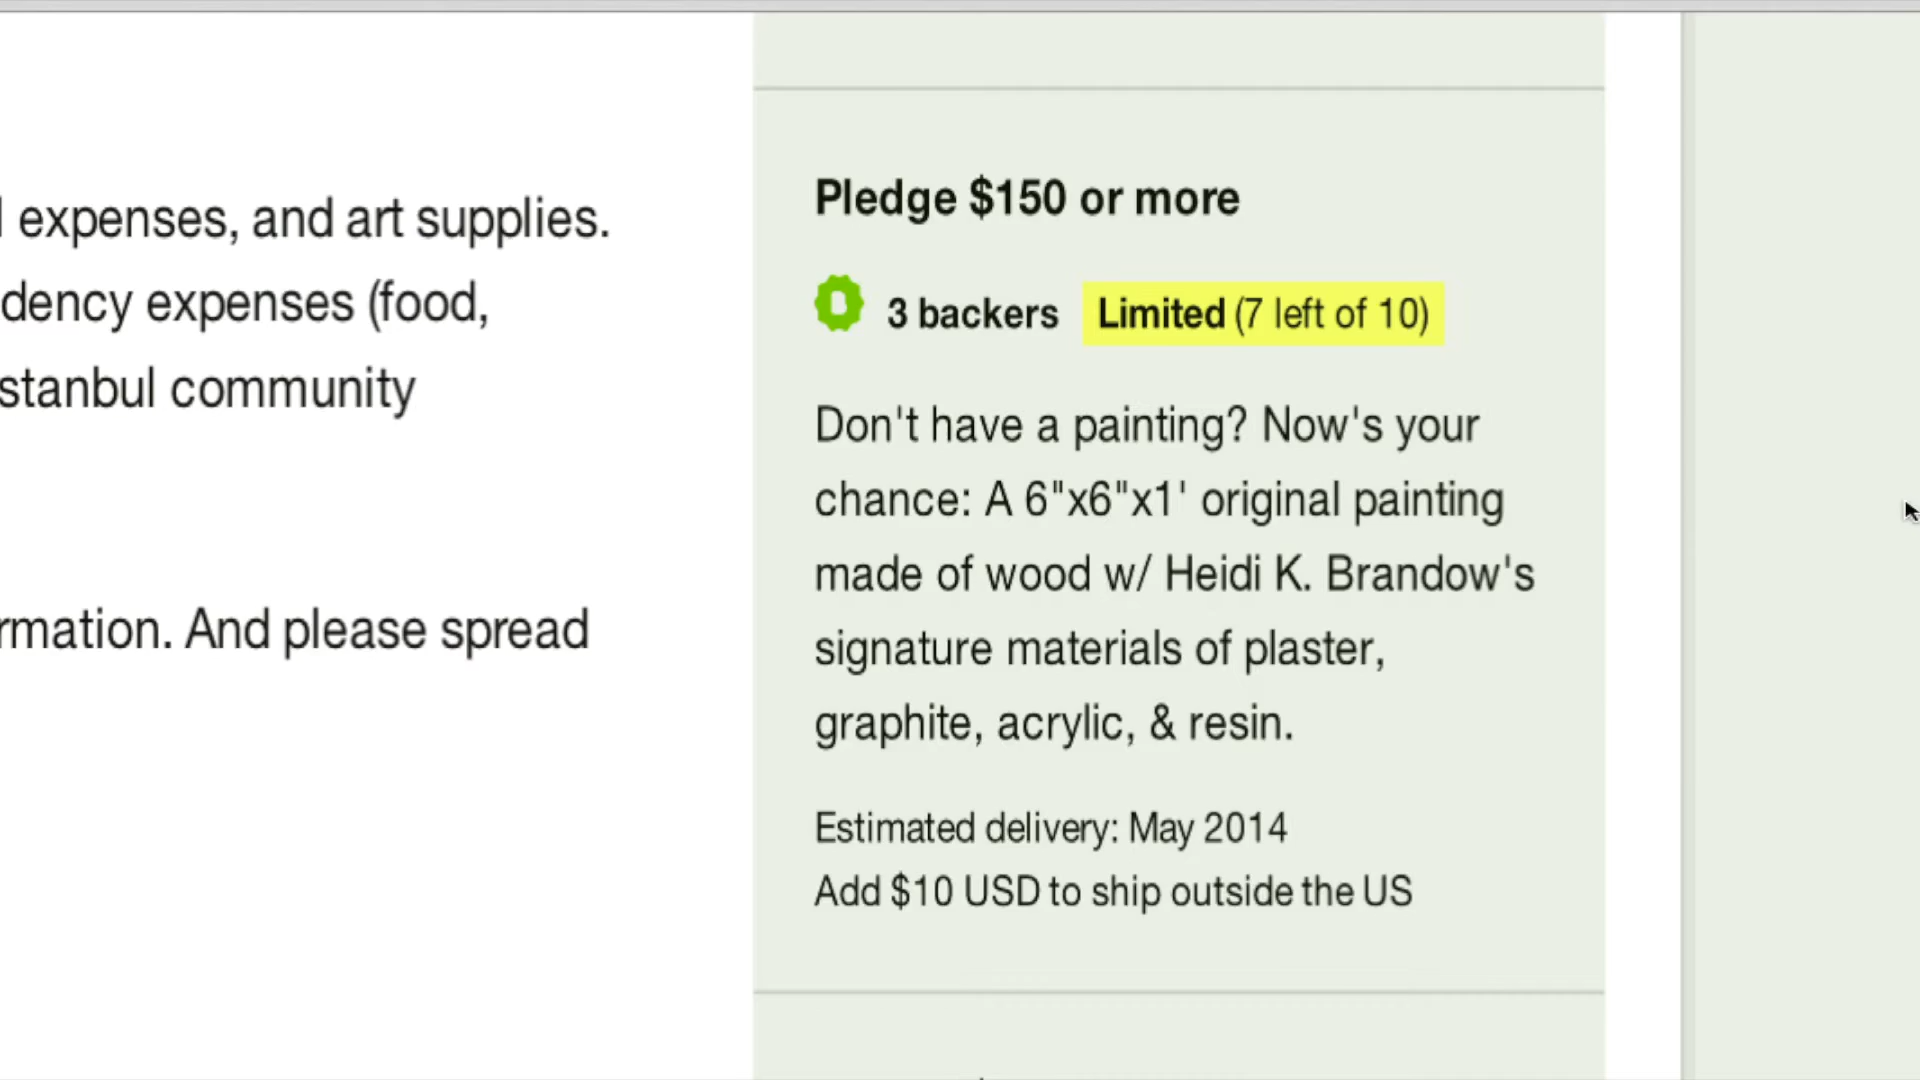 expenses, and art supplies.
dency expenses (food,
stanbul community
rmation. And please spread
Pledge $150 or more
3 backers Limited (7 left of 10)
Don't have a painting? Now's your
chance: A 6"x6"x1' original painting
made of wood w/ Heidi K. Brandow's
signature materials of plaster,
graphite, acrylic, & resin.
Estimated delivery: May 2014
Add $10 USD to ship outside the US